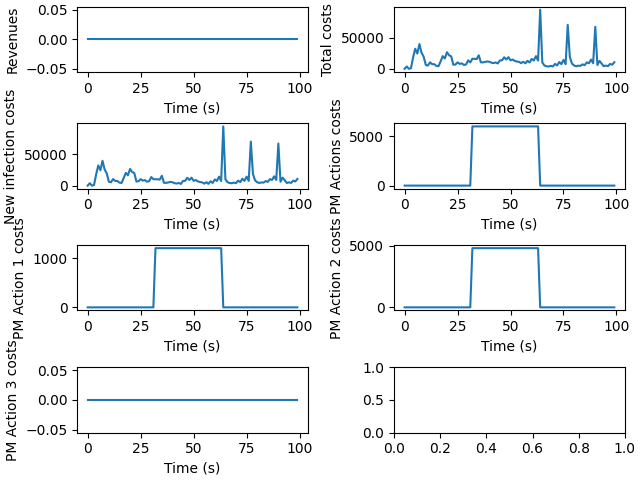 Revenues
0.05
0.00
−0.05
0 25 50 75 100
Time (s)
Total costs
50000
0
0 25 50 75 100
Time (s)
New infection costs
50000
0
0 25 50 75 100
Time (s)
PM Actions costs
5000
0
0 25 50 75 100
Time (s)
PM Action 1 costs
1000
0
0 25 50 75 100
Time (s)
PM Action 2 costs
5000
0
0 25 50 75 100
Time (s)
PM Action 3 costs
0.05
0.00
−0.05
0 25 50 75 100
Time (s)
1.0
0.5
0.0
0.0 0.2 0.4 0.6 0.8 1.0